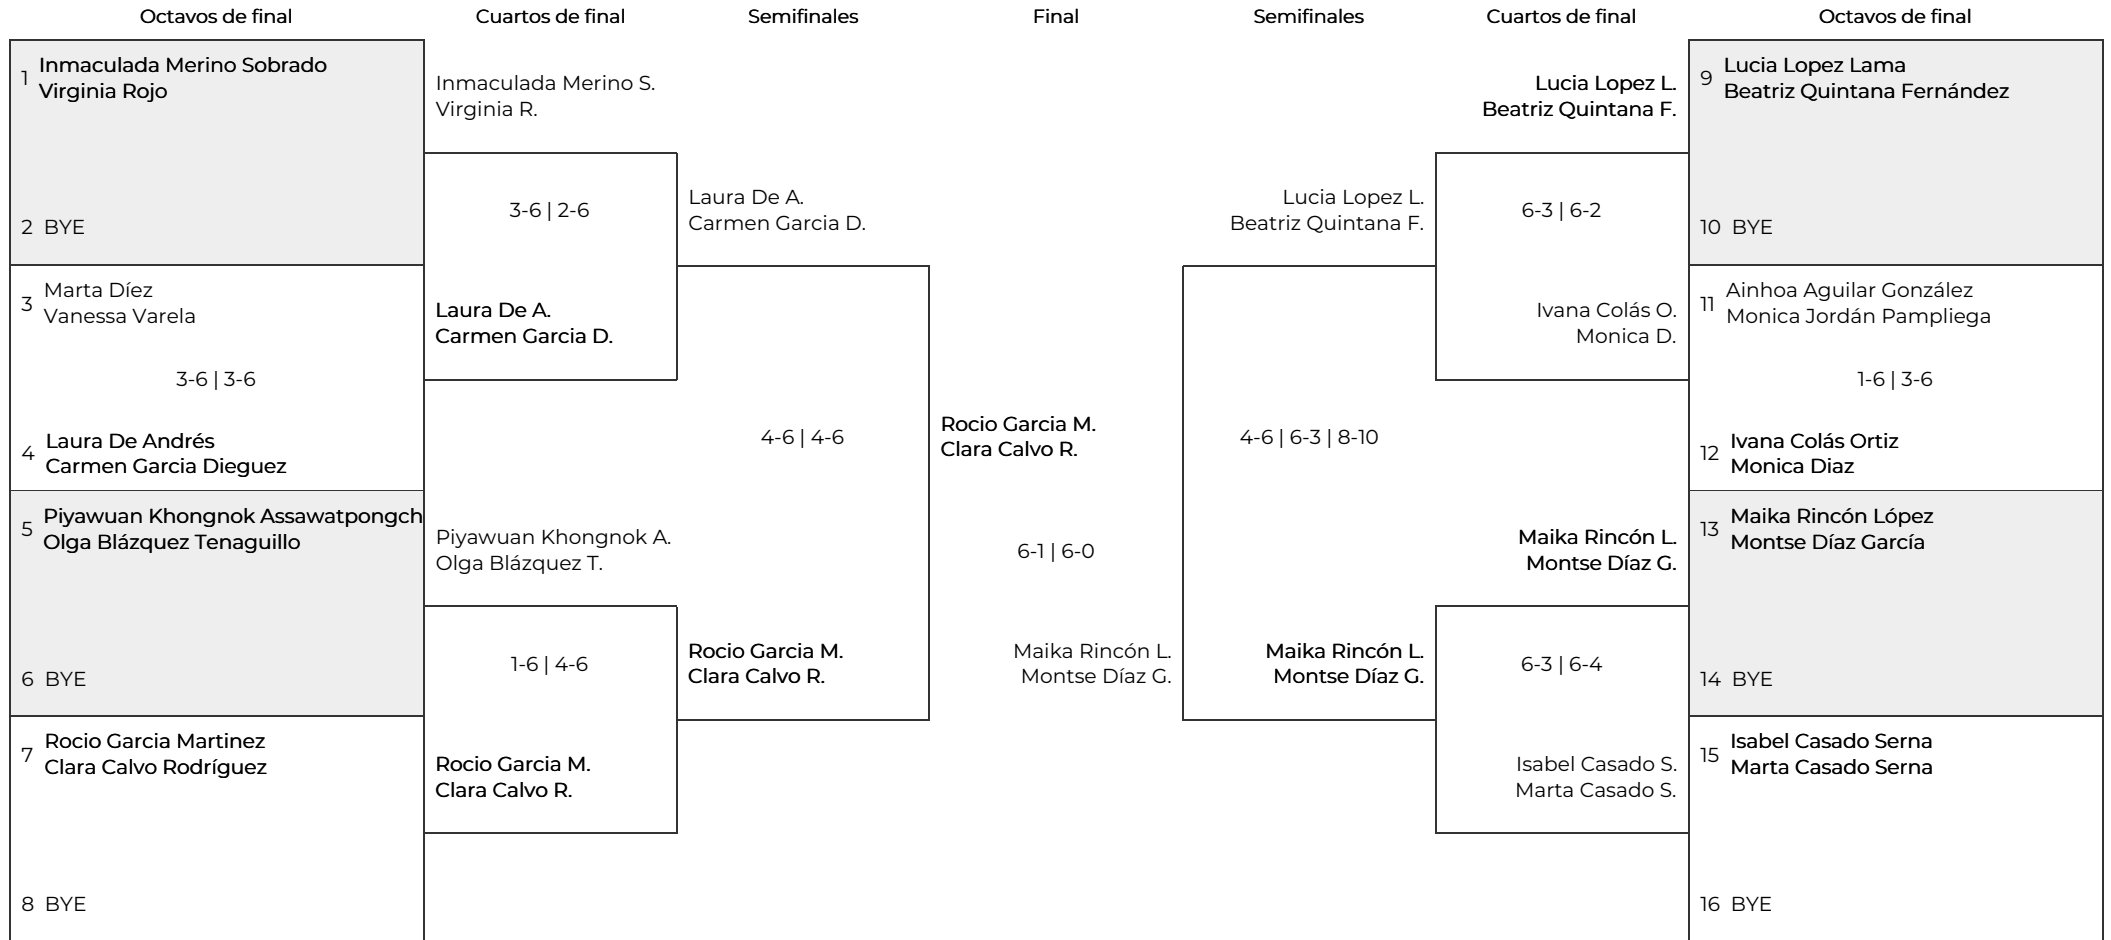 Octavos de final
Cuartos de final
Semifinales
Final
Semifinales
Cuartos de final
Octavos de final
1
Inmaculada Merino Sobrado
Virginia Rojo
2 BYE
3
Marta Díez
Vanessa Varela
3-6 | 3-6
4
Laura De Andrés
Carmen Garcia Dieguez
5
Piyawuan Khongnok Assawatpongch
Olga Blázquez Tenaguillo
6 BYE
7
Rocio Garcia Martinez
Clara Calvo Rodríguez
8 BYE
Inmaculada Merino S.
Virginia R.
3-6 | 2-6
Laura De A.
Carmen Garcia D.
Piyawuan Khongnok A.
Olga Blázquez T.
1-6 | 4-6
Rocio Garcia M.
Clara Calvo R.
Laura De A.
Carmen Garcia D.
4-6 | 4-6
Rocio Garcia M.
Clara Calvo R.
Rocio Garcia M.
Clara Calvo R.
6-1 | 6-0
Maika Rincón L.
Montse Díaz G.
Lucia Lopez L.
Beatriz Quintana F.
4-6 | 6-3 | 8-10
Maika Rincón L.
Montse Díaz G.
Lucia Lopez L.
Beatriz Quintana F.
6-3 | 6-2
Ivana Colás O.
Monica D.
Maika Rincón L.
Montse Díaz G.
6-3 | 6-4
Isabel Casado S.
Marta Casado S.
9
Lucia Lopez Lama
Beatriz Quintana Fernández
10 BYE
11
Ainhoa Aguilar González
Monica Jordán Pampliega
1-6 | 3-6
12
Ivana Colás Ortiz
Monica Diaz
13
Maika Rincón López
Montse Díaz García
14 BYE
15
Isabel Casado Serna
Marta Casado Serna
16 BYE